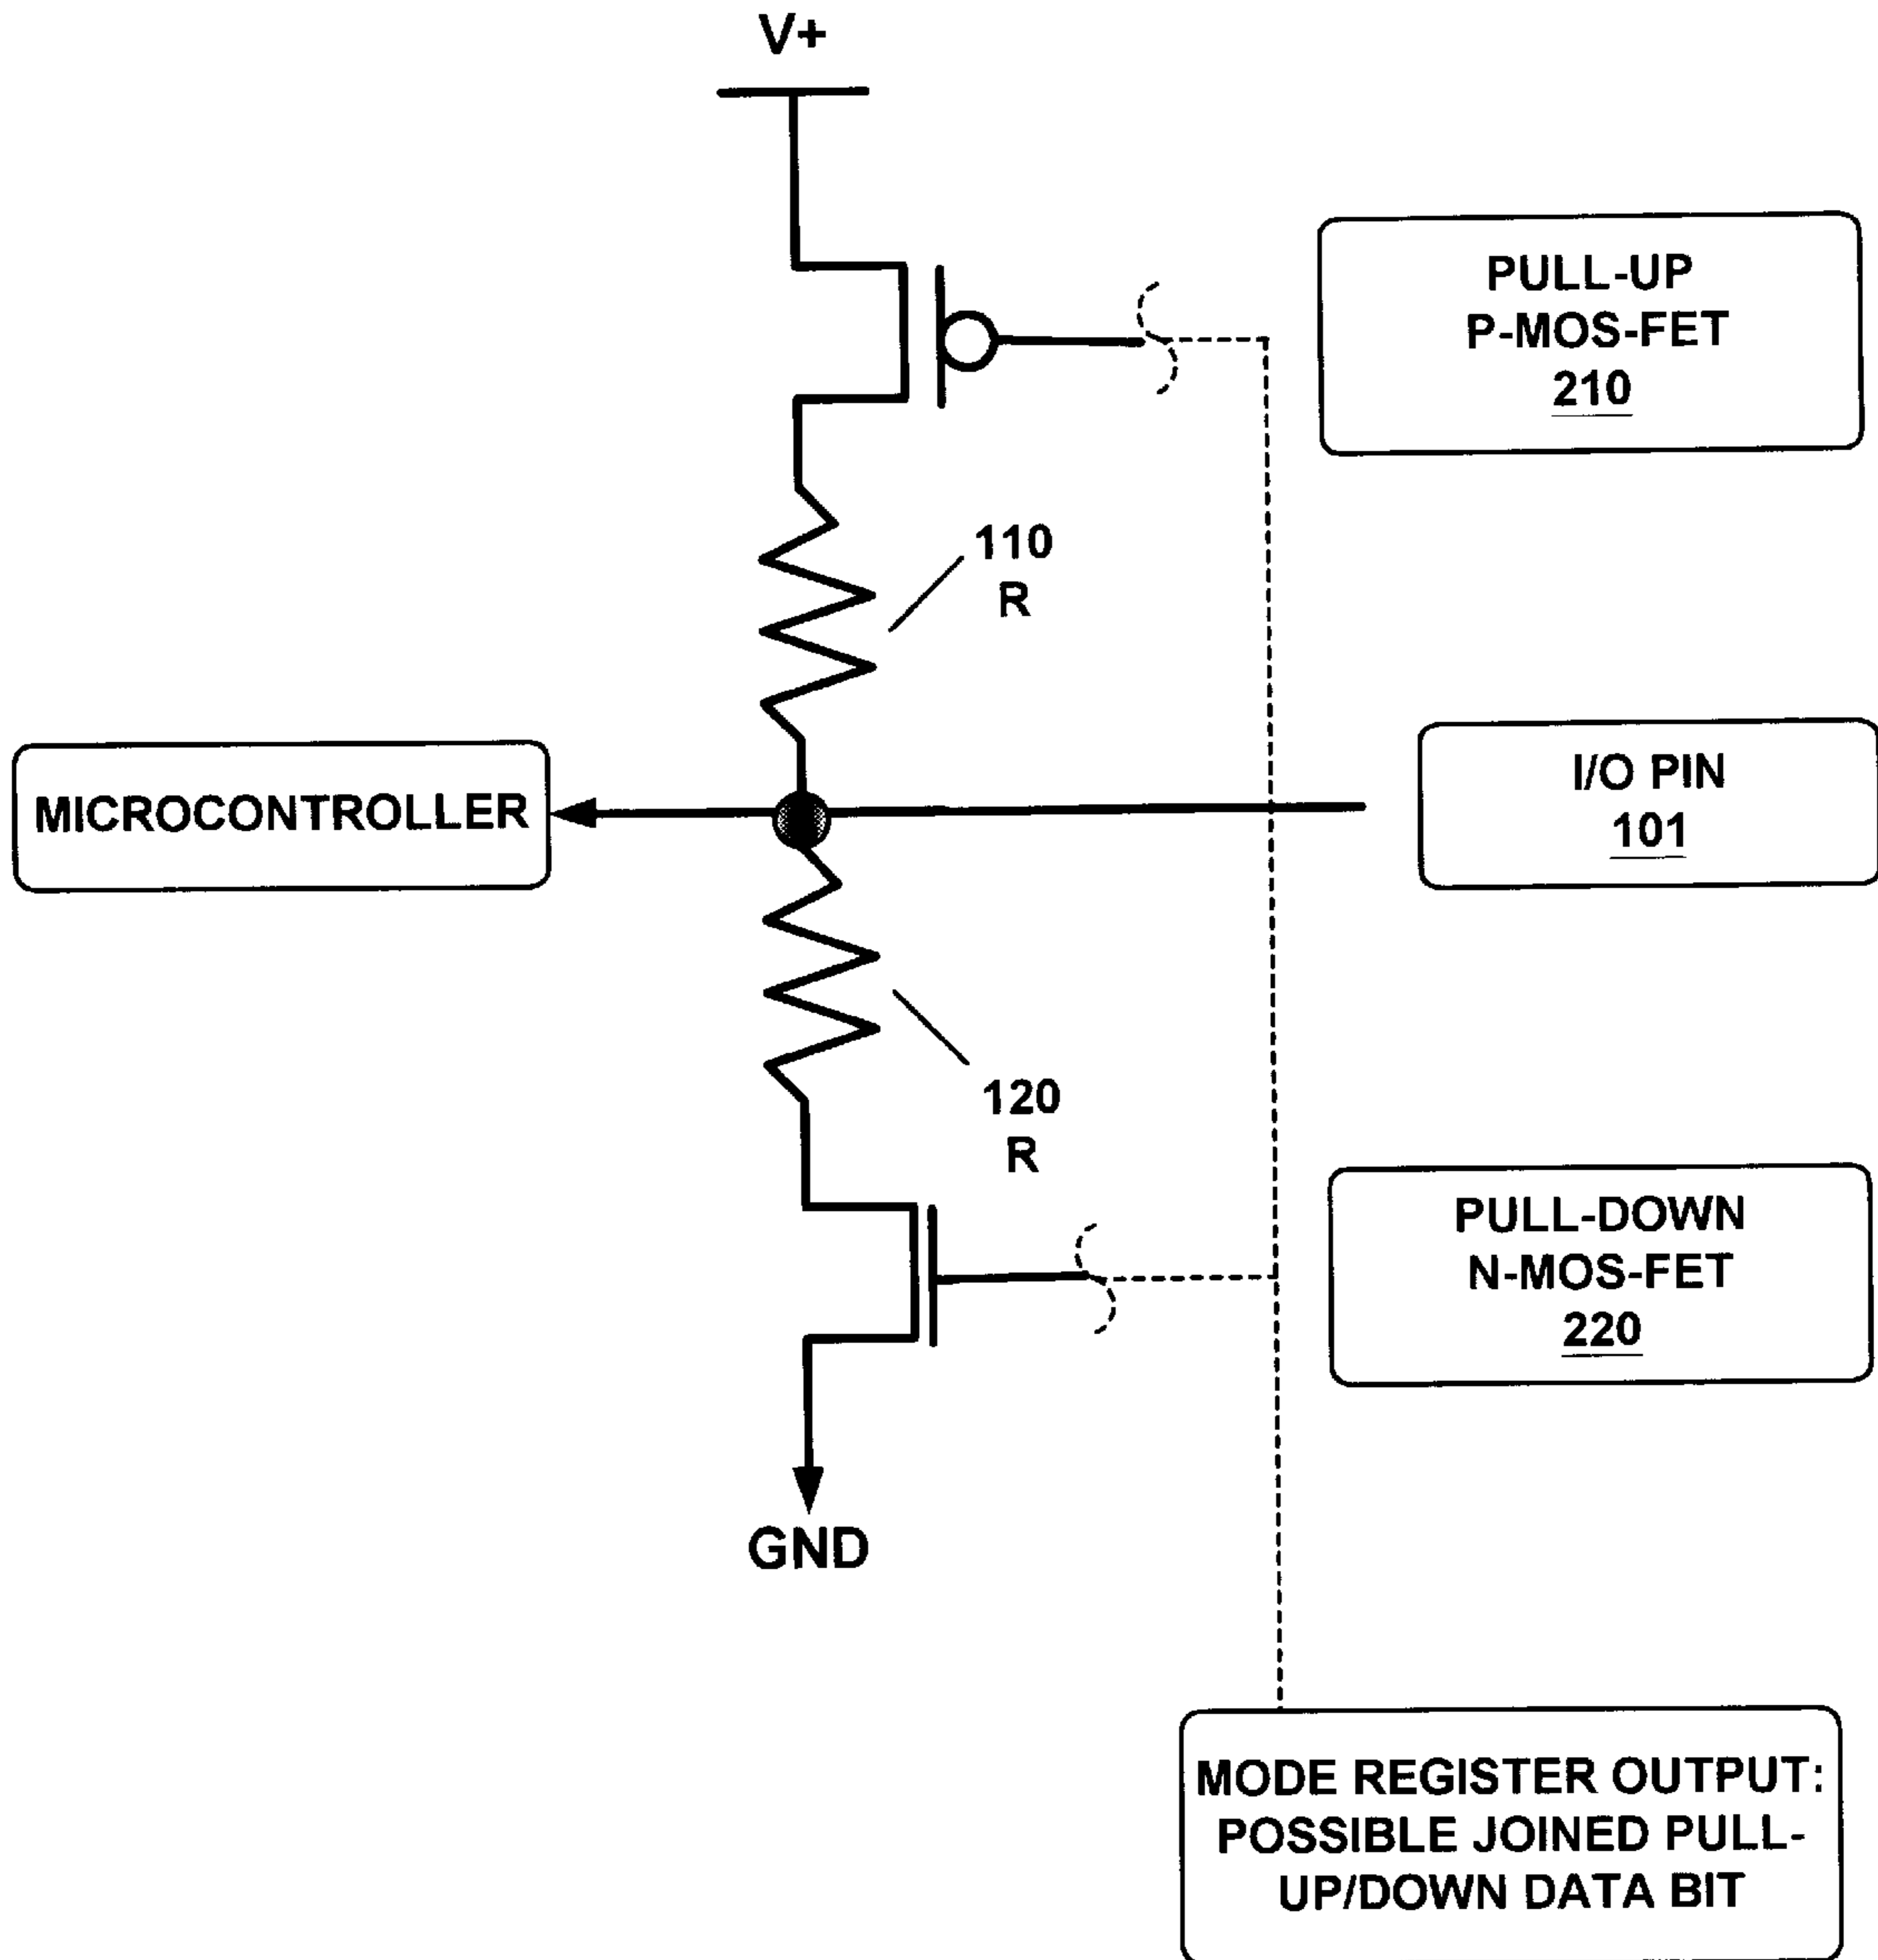 V+
PULL-UP
P-MOS-FET
210
110
R
MICROCONTROLLER
I/O PIN
101
120
R
PULL-DOWN
N-MOS-FET
220
GND
MODE REGISTER OUTPUT:
POSSIBLE JOINED PULL-
UP/DOWN DATA BIT